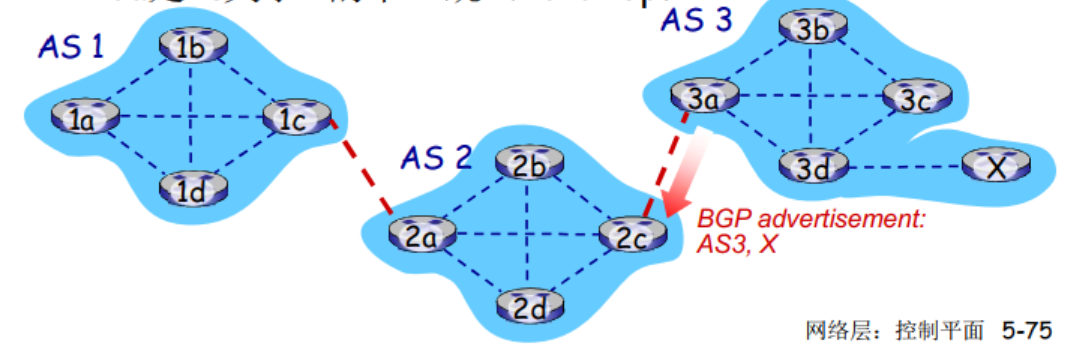 AS 1
1b
1a
1c
1d
AS 2
2b
2a
2c
2d
AS 3
3b
3a
3c
3d
X
BGP advertisement:
AS3, X
网络层：控制平面 5-75